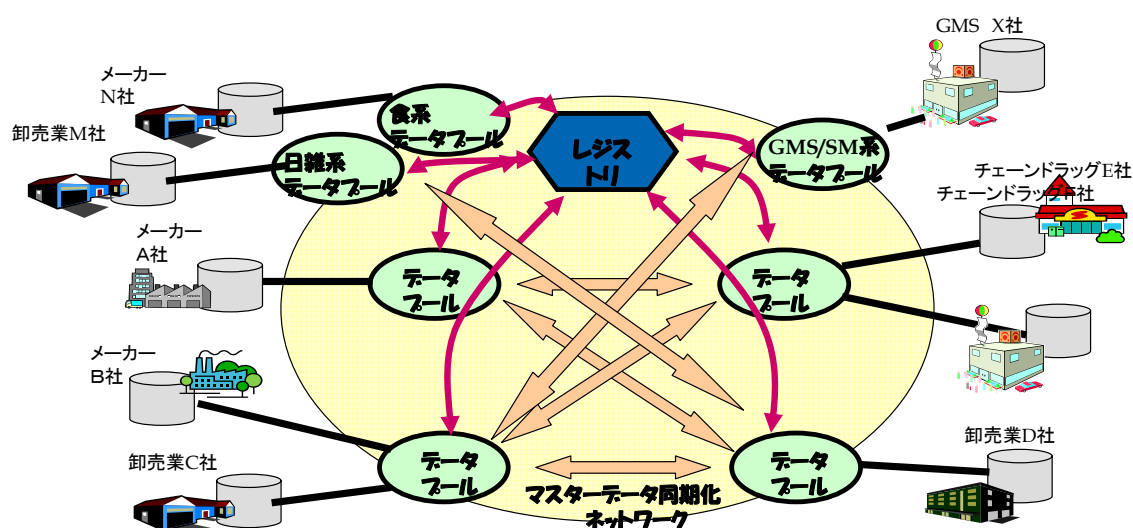 GMS X社
メーカー
N社
食系
データプール
レジス
トリ
卸売業M社
日雑系
データプール
GMS/SM系
データプール
チェーンドラッグE社
チェーンドラッグF社
メーカー
A社
データ
プール
データ
プール
メーカー
B社
卸売業C社
データ
プール
データ
プール
卸売業D社
マスターデータ同期化
ネットワーク